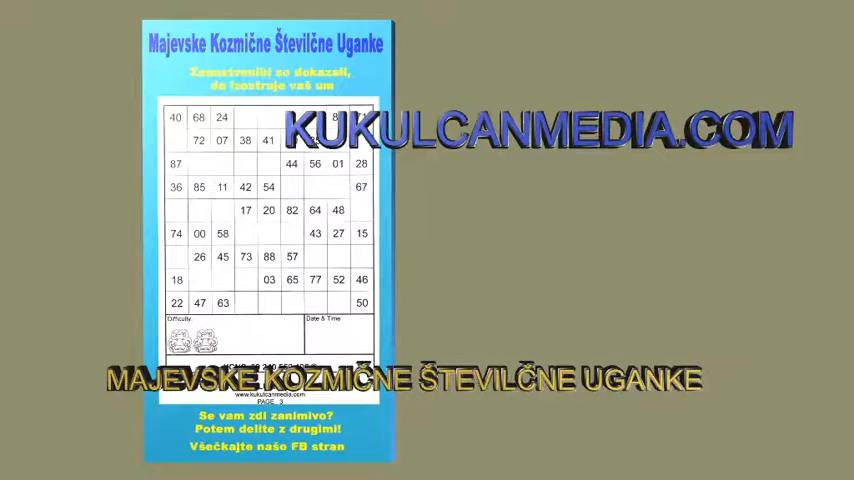 Majevske Kozmične Številčne Uganke
Znanstveniki so dokazali,
da izostruje vaš um
KUKULCANMEDIA.COM
40 68 24
72 07 38 41
87 44 56 01 28
36 85 11 42 54 67
17 20 82 64 48
74 00 58 43 27 15
26 45 73 88 57
18 03 65 77 52 46
22 47 63 50
Difficulty:
Date & Time
MAJEVSKE KOZMIČNE ŠTEVILČNE UGANKE
www.kukulcanmedia.com
PAGE 3
Se vam zdi zanimivo?
Potem delite z drugimi!
Všečkajte našo FB stran